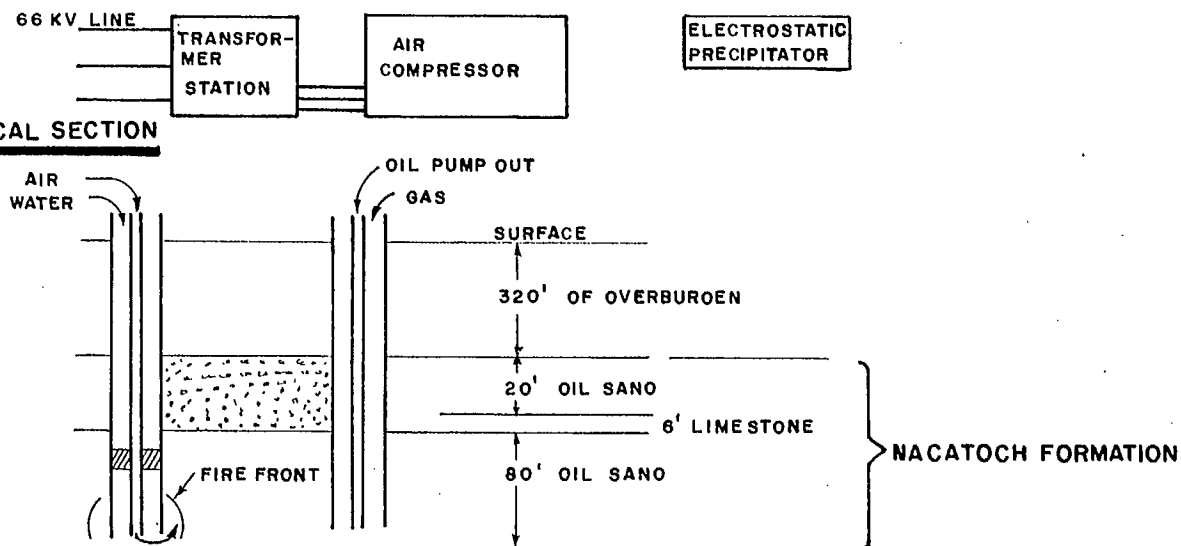 66 KV LINE
TRANSFOR-
MER
STATION
AIR
COMPRESSOR
ELECTROSTATIC
PRECIPITATOR
CAL SECTION
AIR
WATER
OIL PUMP OUT
GAS
SURFACE
320' OF OVERBUROEN
20' OIL SANO
6' LIMESTONE
80' OIL SANO
FIRE FRONT
NACATOCH FORMATION